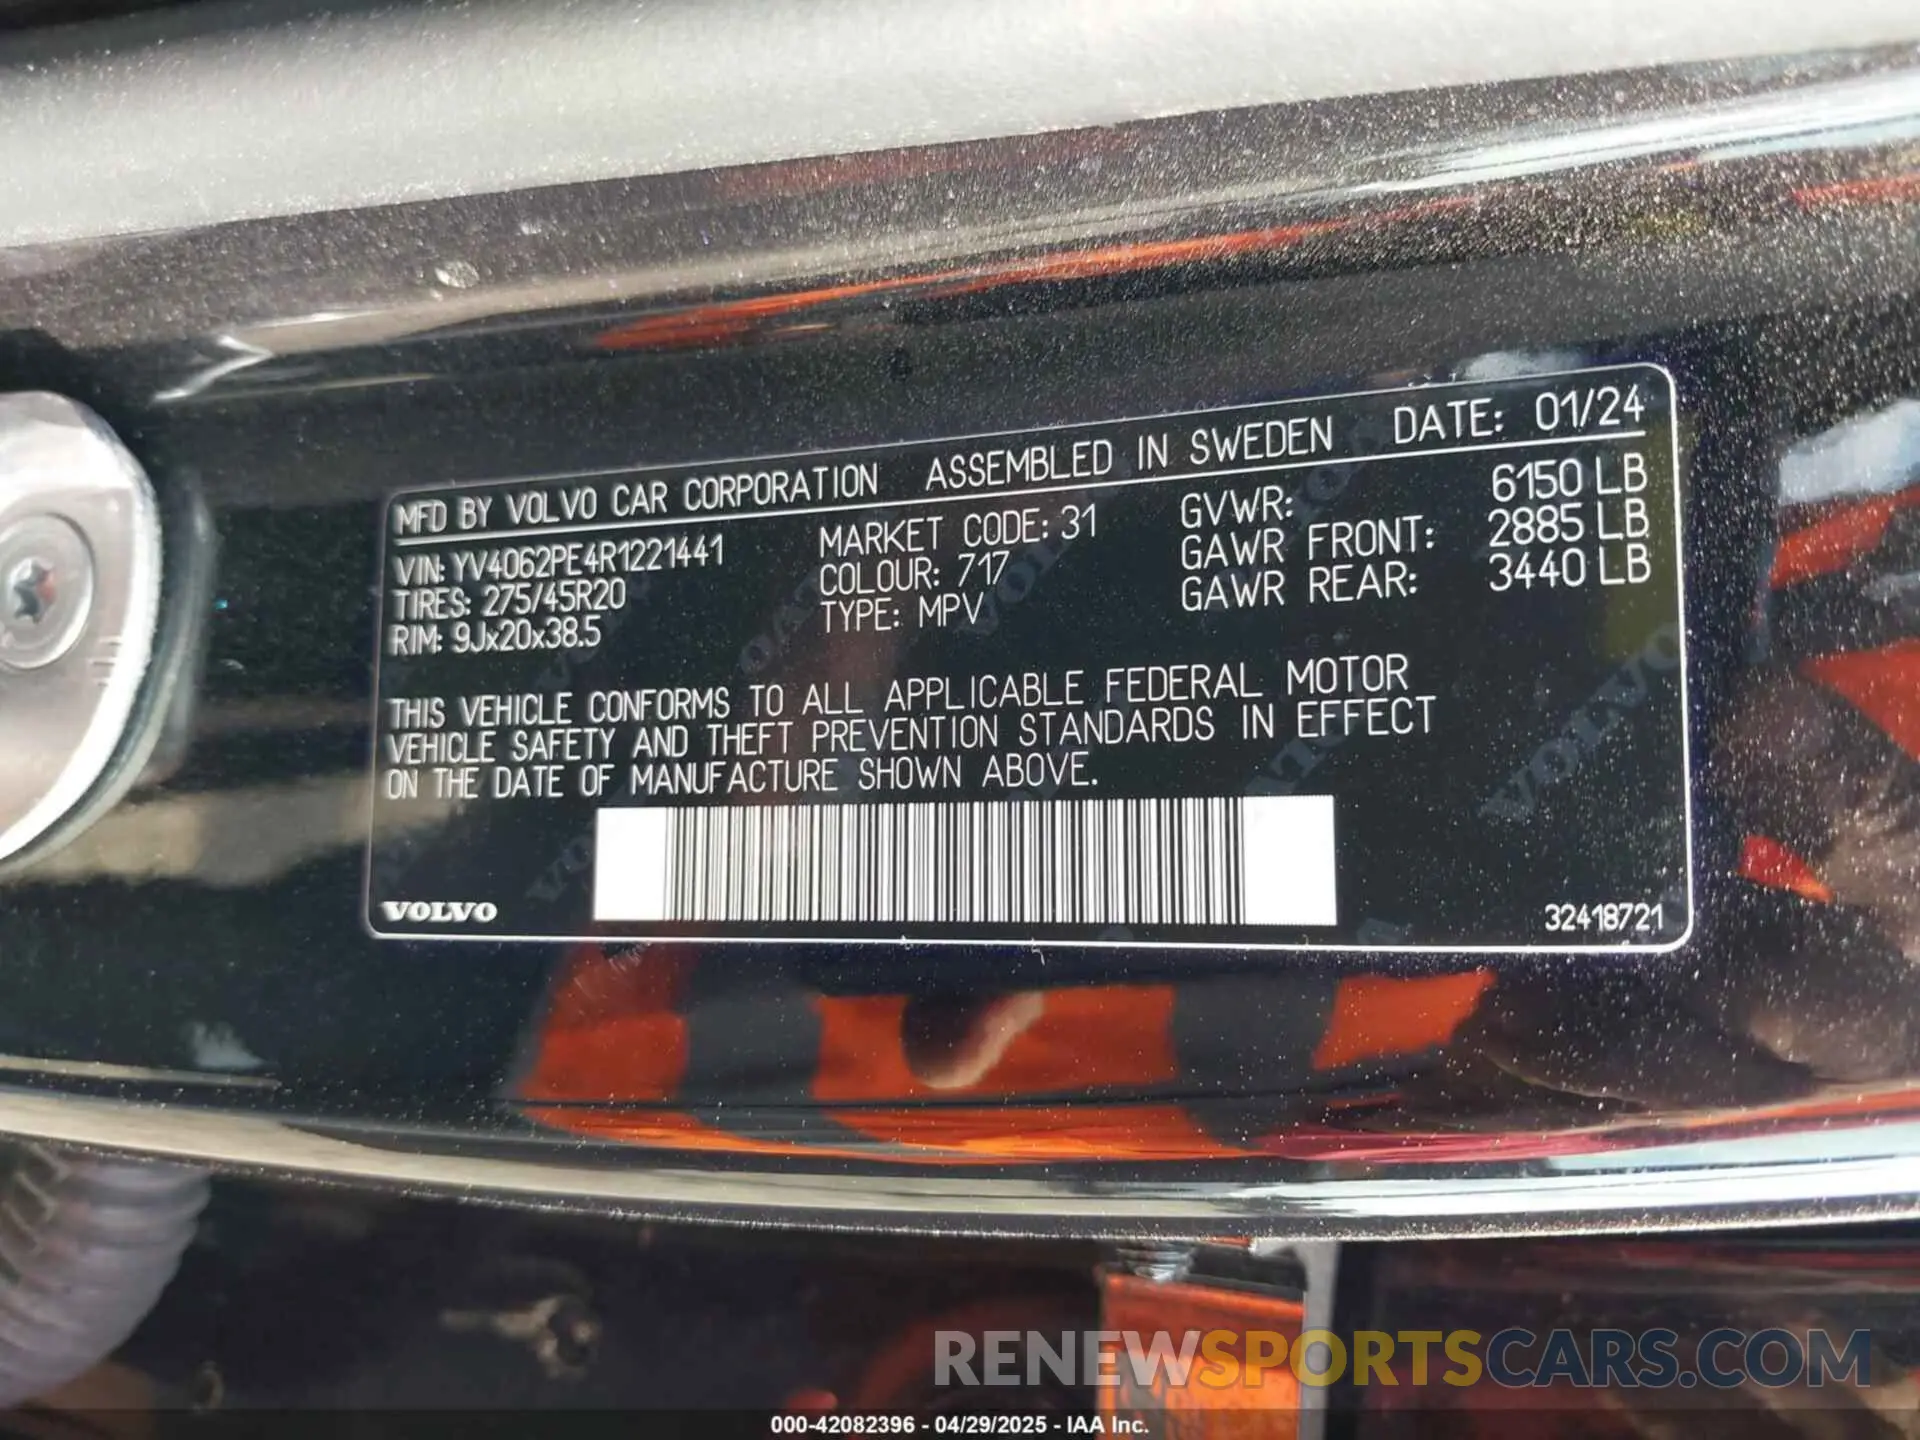 MFD BY VOLVO CAR CORPORATION ASSEMBLED IN SWEDEN DATE: 01/24
VIN: YV4062PE4R1221441 MARKET CODE: 31 GVWR: 6150 LB
TIRES: 275/45R20 COLOUR: 717 GAWR FRONT: 2885 LB
RIM: 9Jx20x38.5 TYPE: MPV GAWR REAR: 3440 LB
THIS VEHICLE CONFORMS TO ALL APPLICABLE FEDERAL MOTOR
VEHICLE SAFETY AND THEFT PREVENTION STANDARDS IN EFFECT
ON THE DATE OF MANUFACTURE SHOWN ABOVE.
VOLVO 32418721
RENEWSPORTSCARS.COM
000-42082396 - 04/29/2025 - IAA Inc.